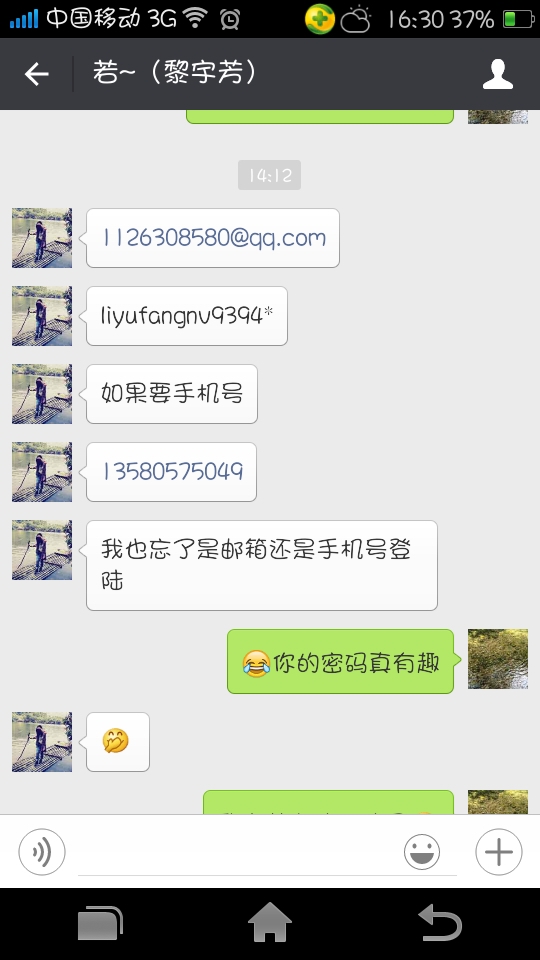 中国移动 3G 16:30 37%
若~（黎字芳）
14:12
1126308580@qq.com
liyufangnv9394*
如果要手机号
13580575049
我也忘了是邮箱还是手机号登
陆
😂你的密码真有趣
🤭